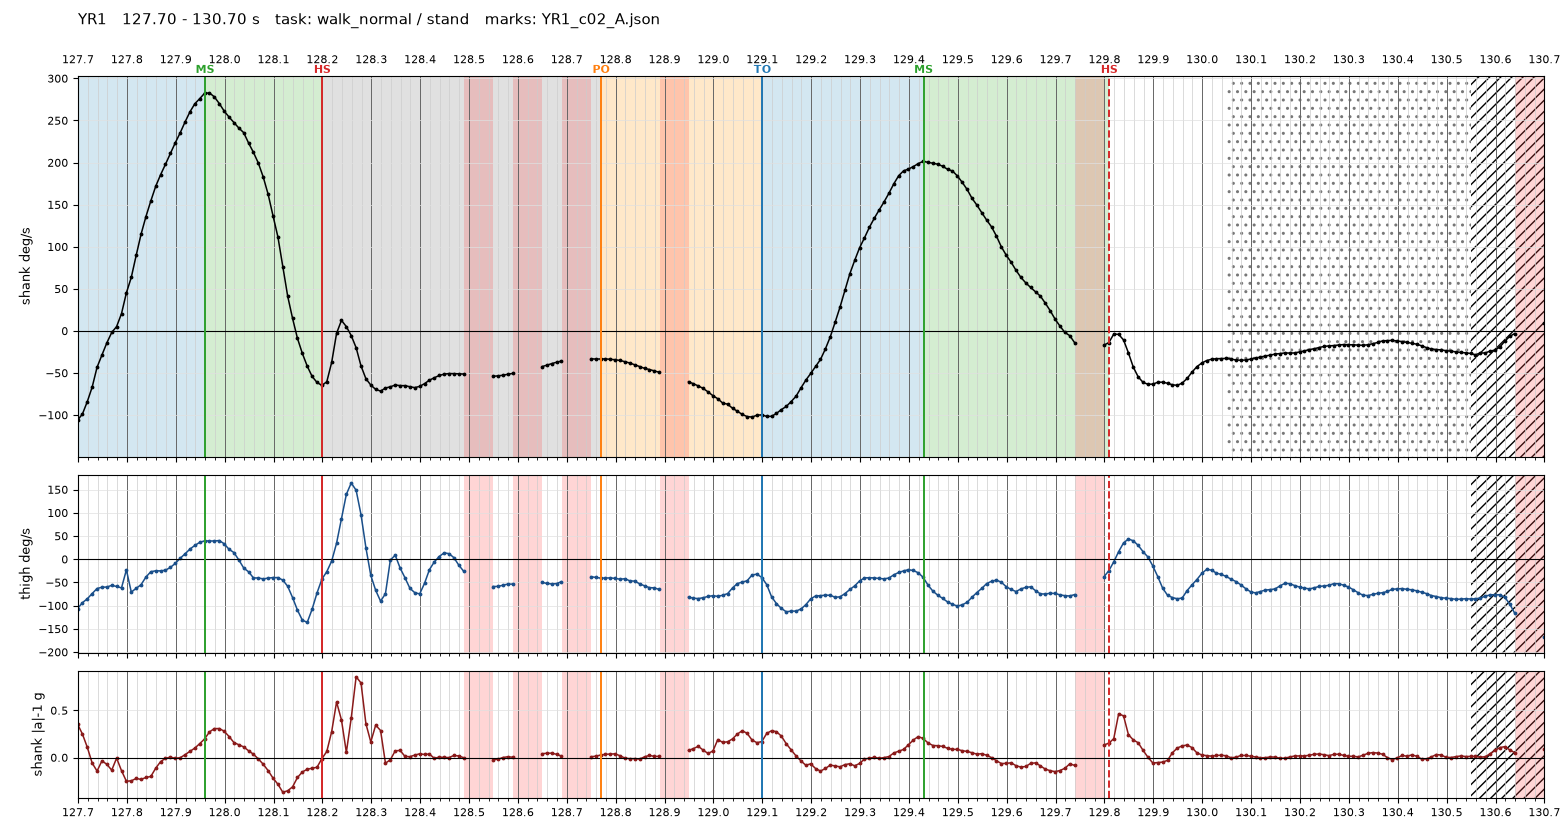 YR1   127.70 - 130.70 s   task: walk_normal / stand   marks: YR1_c02_A.json
127.7 127.8 127.9 128.0 128.1 128.2 128.3 128.4 128.5 128.6 128.7 128.8 128.9 129.0 129.1 129.2 129.3 129.4 129.5 129.6 129.7 129.8 129.9 130.0 130.1 130.2 130.3 130.4 130.5 130.6 130.7
MS HS PO TO MS HS
300
250
200
150
100
50
0
−50
−100
shank deg/s
150
100
50
0
−50
−100
−150
−200
thigh deg/s
0.5
0.0
shank |a|-1 g
127.7 127.8 127.9 128.0 128.1 128.2 128.3 128.4 128.5 128.6 128.7 128.8 128.9 129.0 129.1 129.2 129.3 129.4 129.5 129.6 129.7 129.8 129.9 130.0 130.1 130.2 130.3 130.4 130.5 130.6 130.7